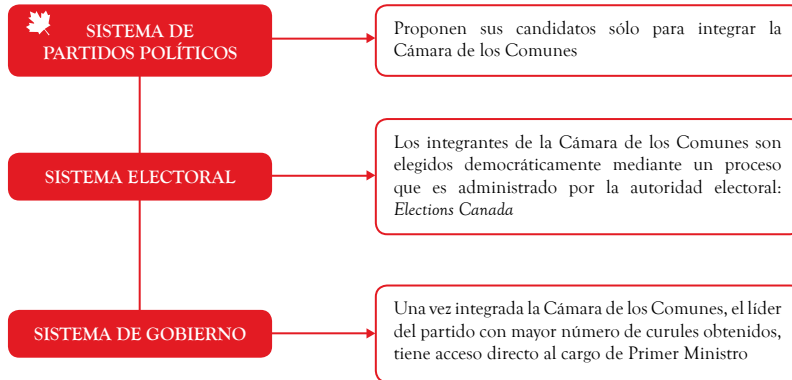 SISTEMA DE
PARTIDOS POLÍTICOS
Proponen sus candidatos sólo para integrar la
Cámara de los Comunes
SISTEMA ELECTORAL
Los integrantes de la Cámara de los Comunes son
elegidos democráticamente mediante un proceso
que es administrado por la autoridad electoral:
Elections Canada
SISTEMA DE GOBIERNO
Una vez integrada la Cámara de los Comunes, el líder
del partido con mayor número de curules obtenidos,
tiene acceso directo al cargo de Primer Ministro